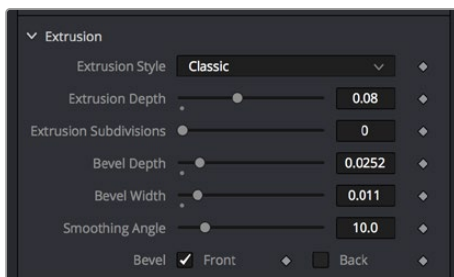 Extrusion
Extrusion Style Classic
Extrusion Depth 0.08
Extrusion Subdivisions 0
Bevel Depth 0.0252
Bevel Width 0.011
Smoothing Angle 10.0
Bevel Front Back